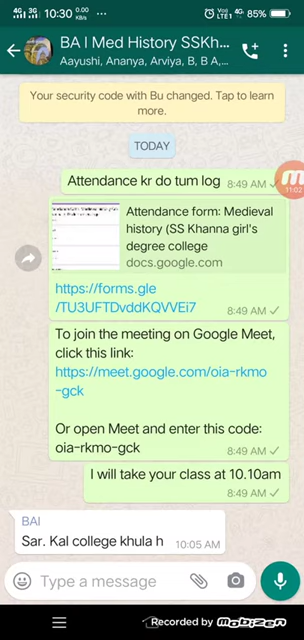 10:30
0.00
KB/s
4G
3G
Vo)
LTE1
4G
85%
BA I Med History SSKh...
Aayushi, Ananya, Arviya, B, B A,...
Your security code with Bu changed. Tap to learn
more.
TODAY
Attendance kr do tum log 8:49 AM
11:02
Attendance form: Medieval
history (SS Khanna girl's
degree college
docs.google.com
https://forms.gle
/TU3UFTDvddKQVVEi7
8:49 AM
To join the meeting on Google Meet,
click this link:
https://meet.google.com/oia-rkmo
-gck
Or open Meet and enter this code:
oia-rkmo-gck
8:49 AM
I will take your class at 10.10am
8:49 AM
BAI
Sar. Kal college khula h 10:05 AM
Type a message
Recorded by mobizen